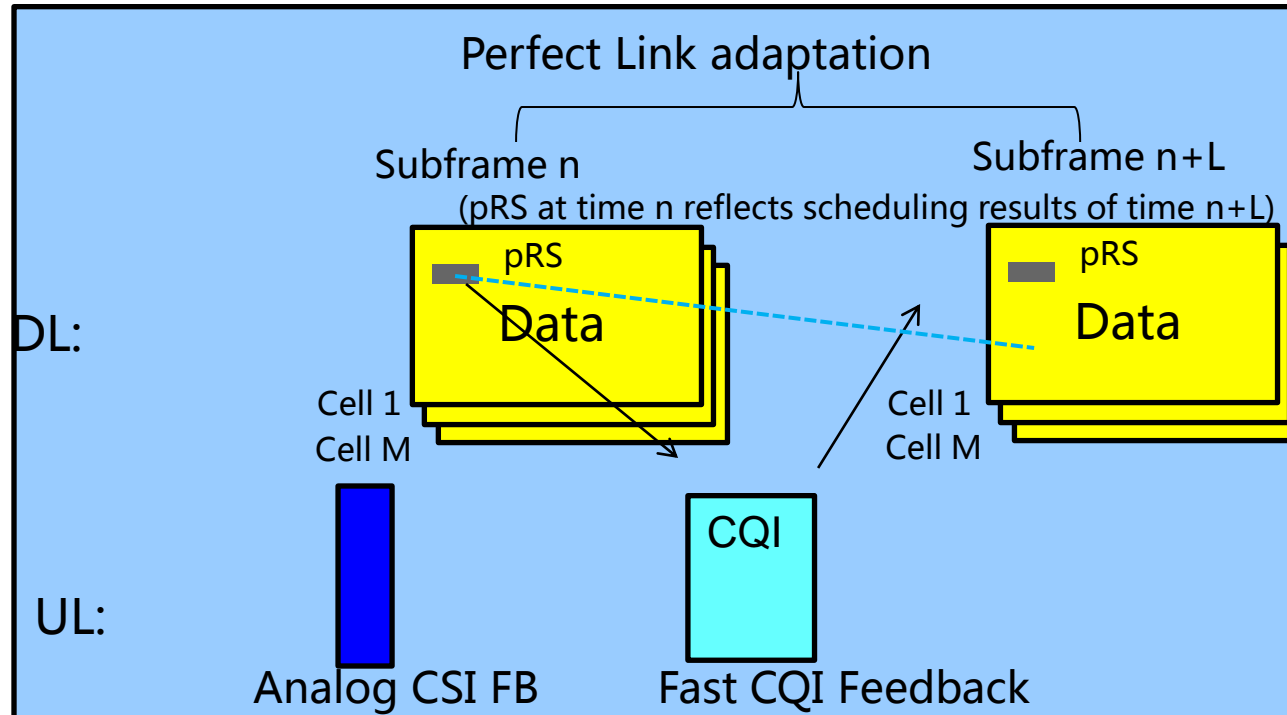 Perfect Link adaptation
Subframe n
Subframe n+L
(pRS at time n reflects scheduling results of time n+L)
pRS
pRS
DL:
Data
Data
Cell 1
Cell M
Cell 1
Cell M
CQI
UL:
Analog CSI FB
Fast CQI Feedback